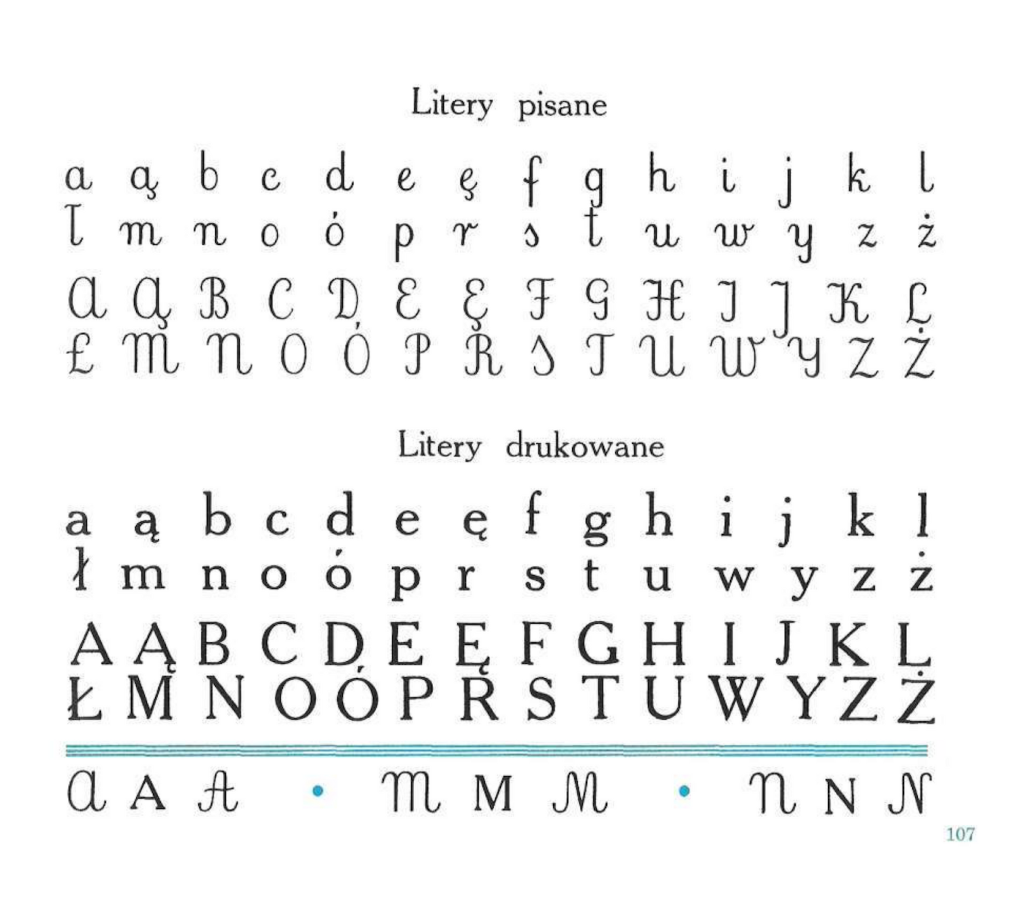 Litery pisane
a ą b c d e ę f g h i j k l
ł m n o ó p r s t u w y z ż
A Ą B C D E Ę F G H I J K L
Ł M N O Ó P R S T U W Y Z Ż
Litery drukowane
a ą b c d e ę f g h i j k l
ł m n o ó p r s t u w y z ż
A Ą B C D E Ę F G H I J K L
Ł M N O Ó P R S T U W Y Z Ż
A A A • M M M • N N N
107